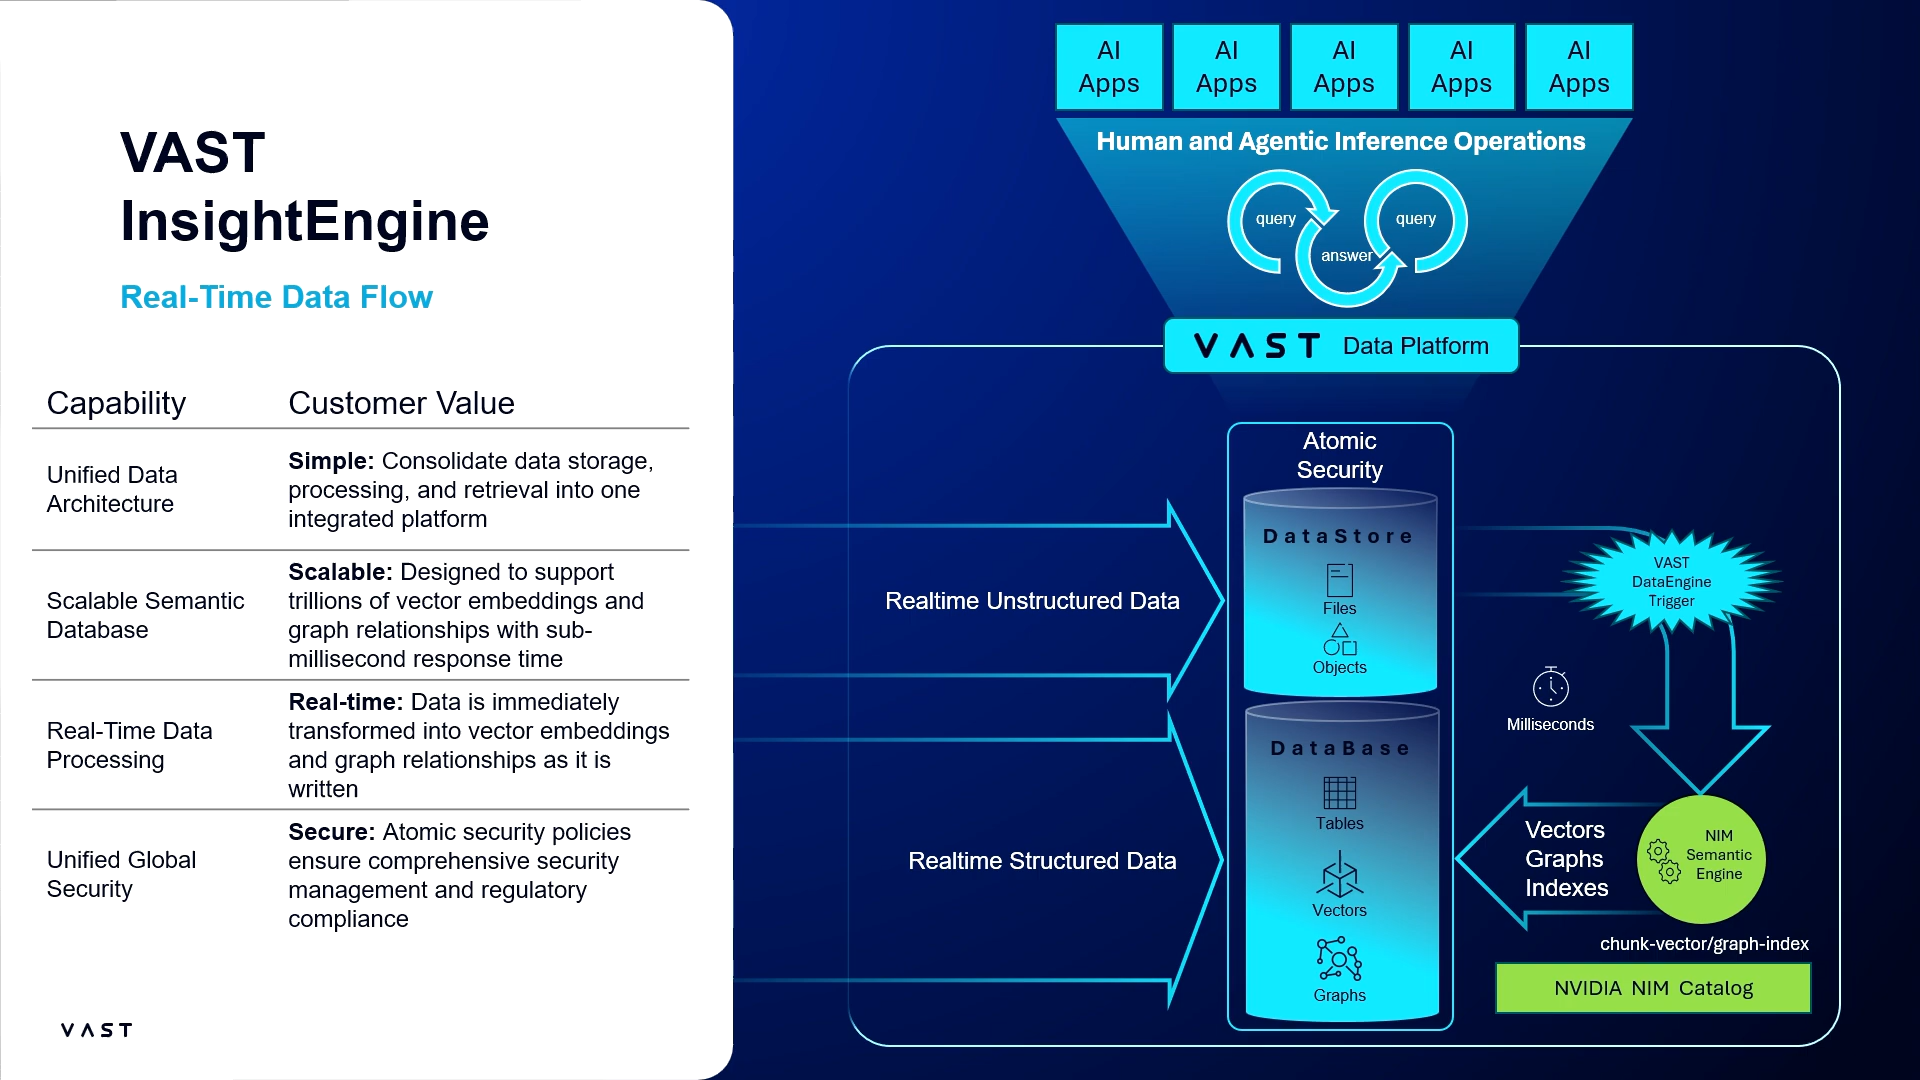 VAST
InsightEngine
Real-Time Data Flow
Capability
Customer Value
Unified Data
Architecture
Simple: Consolidate data storage,
processing, and retrieval into one
integrated platform
Scalable Semantic
Database
Scalable: Designed to support
trillions of vector embeddings and
graph relationships with sub-
millisecond response time
Real-Time Data
Processing
Real-time: Data is immediately
transformed into vector embeddings
and graph relationships as it is
written
Unified Global
Security
Secure: Atomic security policies
ensure comprehensive security
management and regulatory
compliance
VAST
AI
Apps
AI
Apps
AI
Apps
AI
Apps
AI
Apps
Human and Agentic Inference Operations
query
answer
query
VAST Data Platform
Atomic
Security
DataStore
Files
Objects
DataBase
Tables
Vectors
Graphs
Realtime Unstructured Data
Realtime Structured Data
VAST
DataEngine
Trigger
Milliseconds
Vectors
Graphs
Indexes
NIM
Semantic
Engine
chunk-vector/graph-index
NVIDIA NIM Catalog